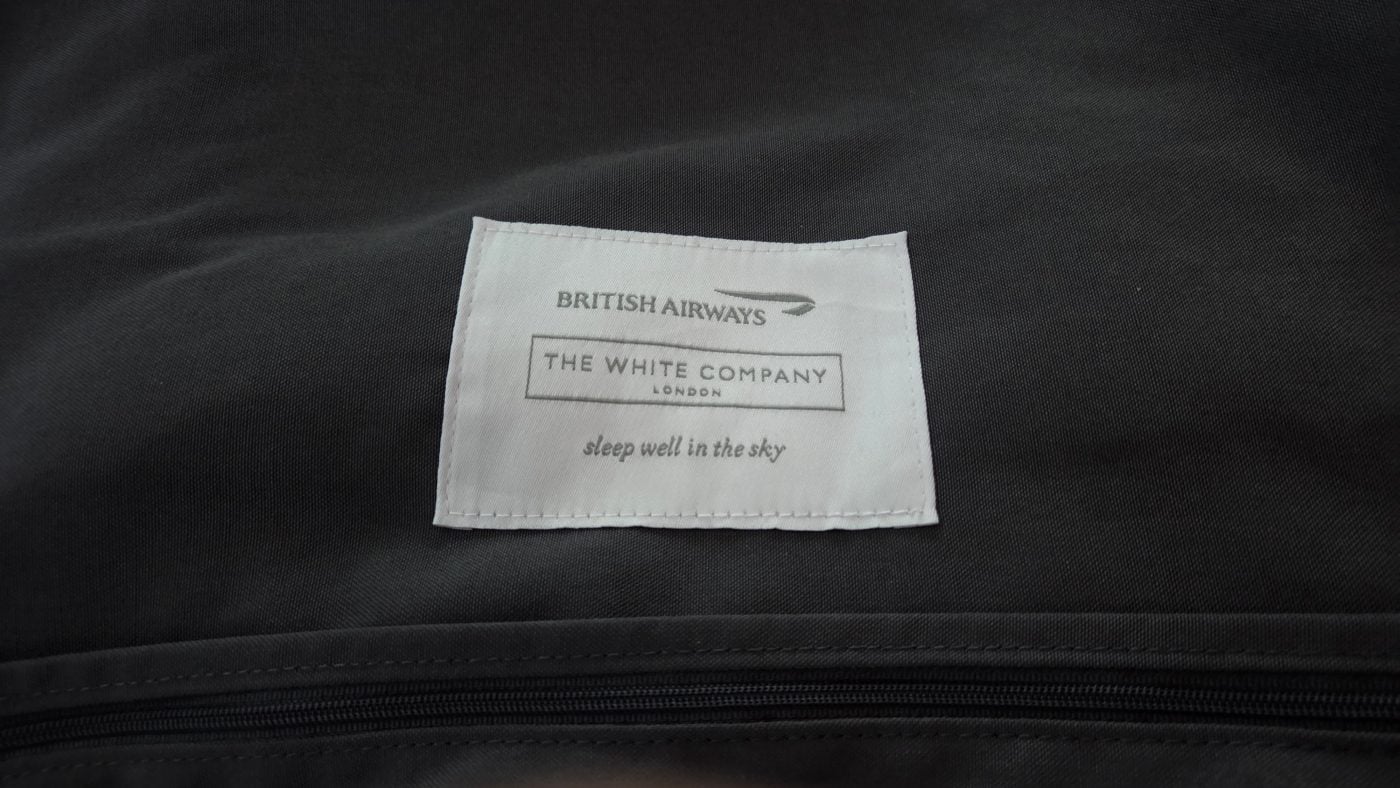 BRITISH AIRWAYS
THE WHITE COMPANY
LONDON
sleep well in the sky